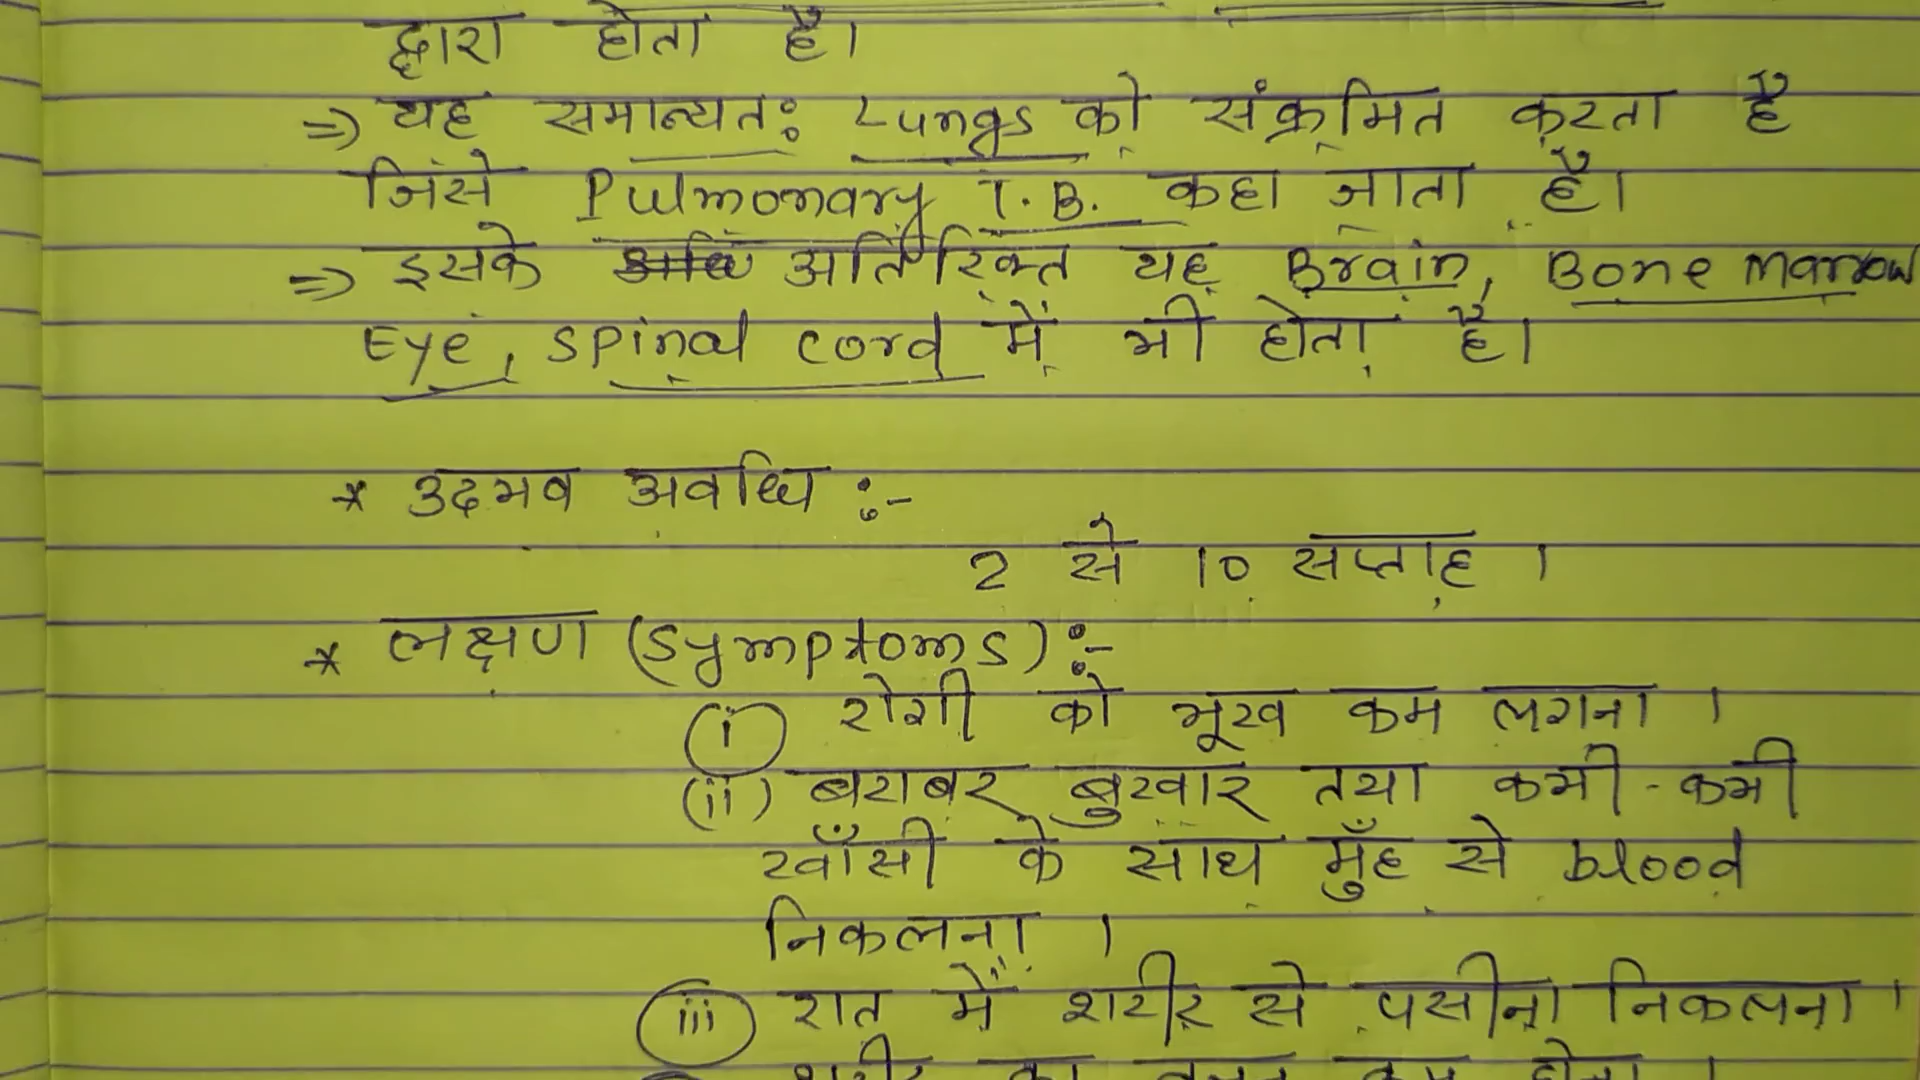 द्वारा होता है।
=> यह समान्यतः Lungs को संक्रमित करता है
जिसे Pulmonary T.B. कहा जाता है।
=> इसके अतिरिक्त यह Brain, Bone Marrow
Eye, Spinal cord में भी होता है।
* उदभव अवधि :-
2 से 10 सप्ताह ।
* लक्षण (Symptoms) :-
(i) रोगी को भूख कम लगना ।
(ii) बराबर बुखार तथा कभी-कभी
खाँसी के साथ मुँह से blood
निकलना ।
(iii) रात में शरीर से पसीना निकलना ।